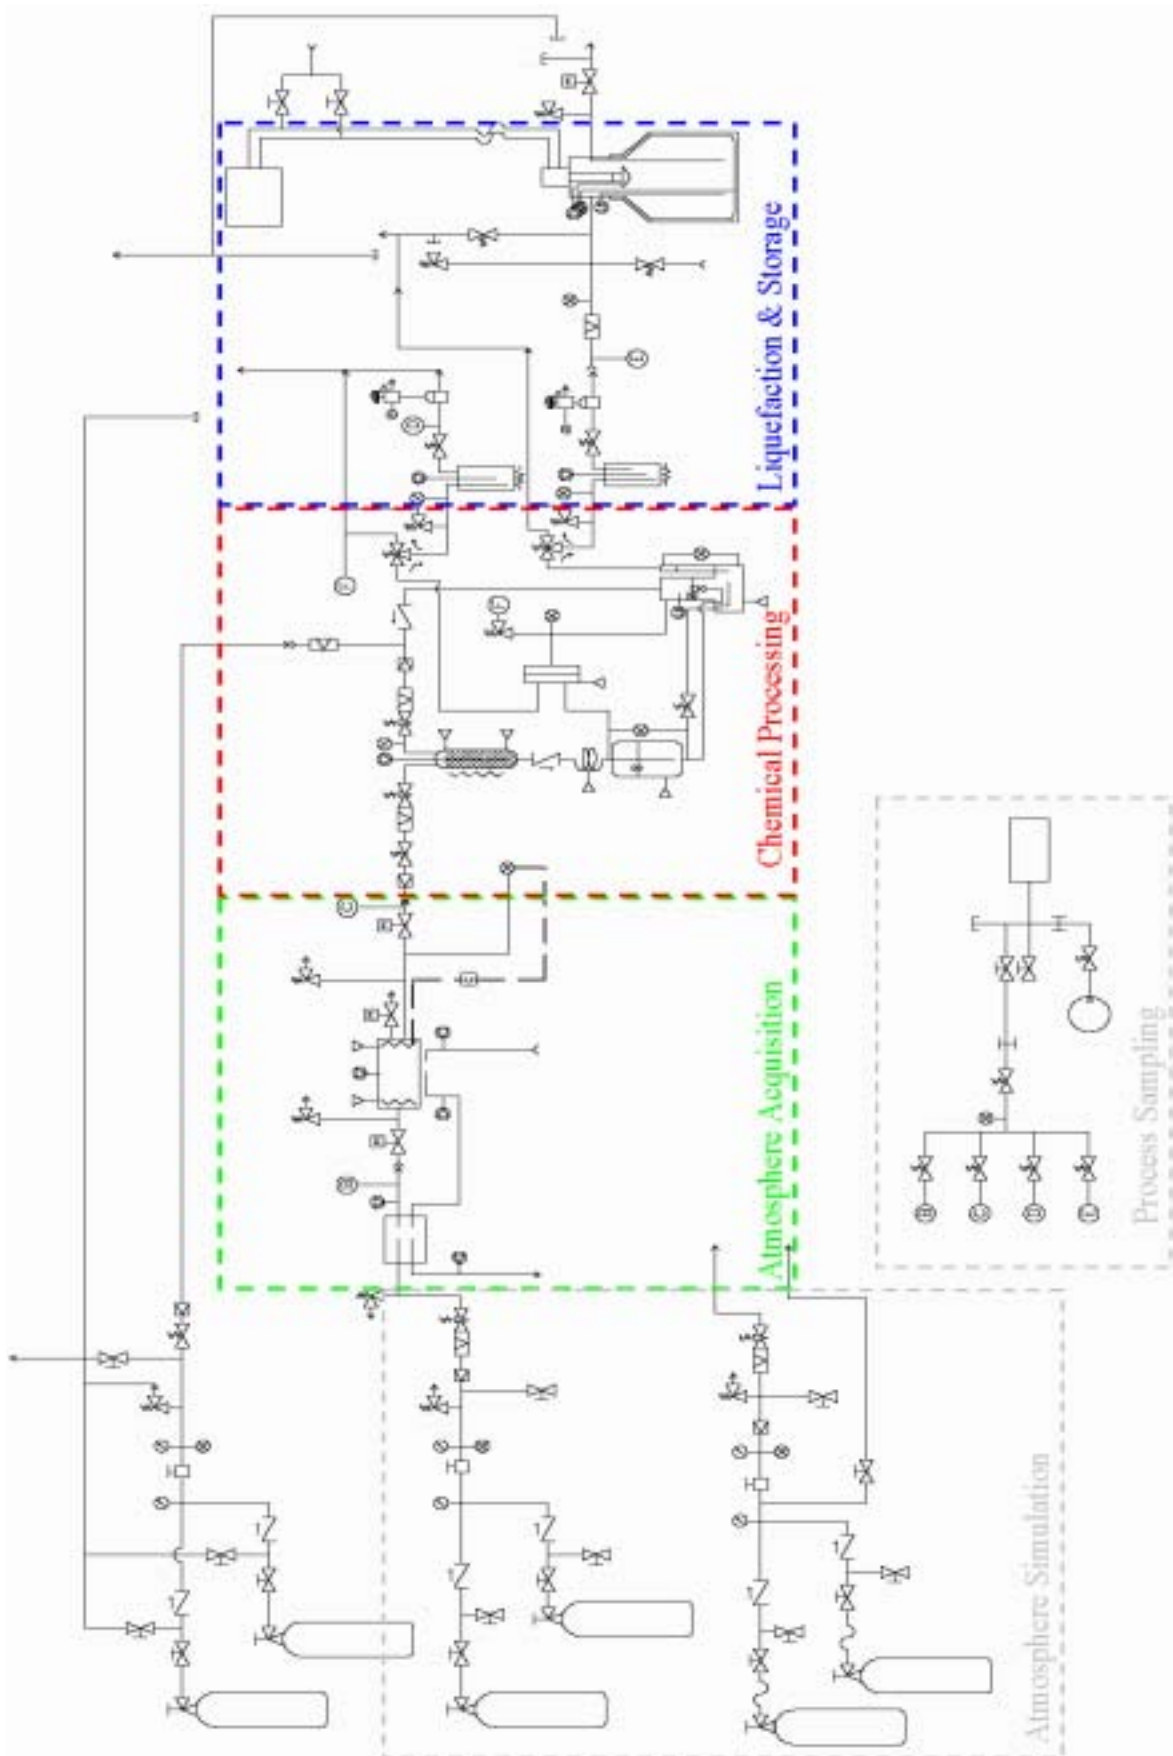 Liquefaction & Storage
Chemical Processing
Atmosphere Acquisition
Process Sampling
Atmosphere Simulation
R
F
F
E
D
C
R
R
R
B
B
C
D